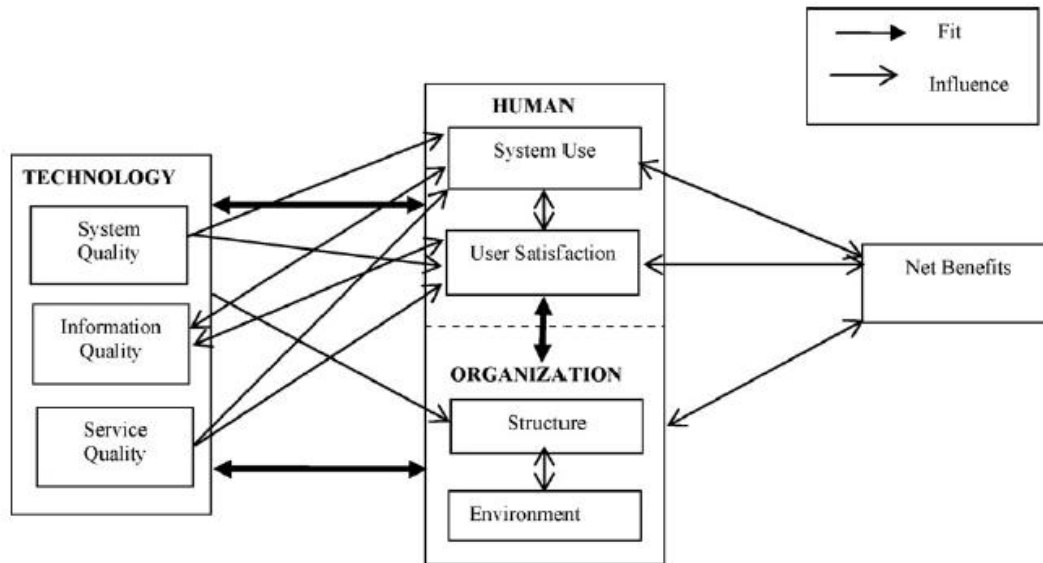 Fit
Influence
HUMAN
System Use
User Satisfaction
TECHNOLOGY
System
Quality
Information
Quality
Service
Quality
ORGANIZATION
Structure
Environment
Net Benefits